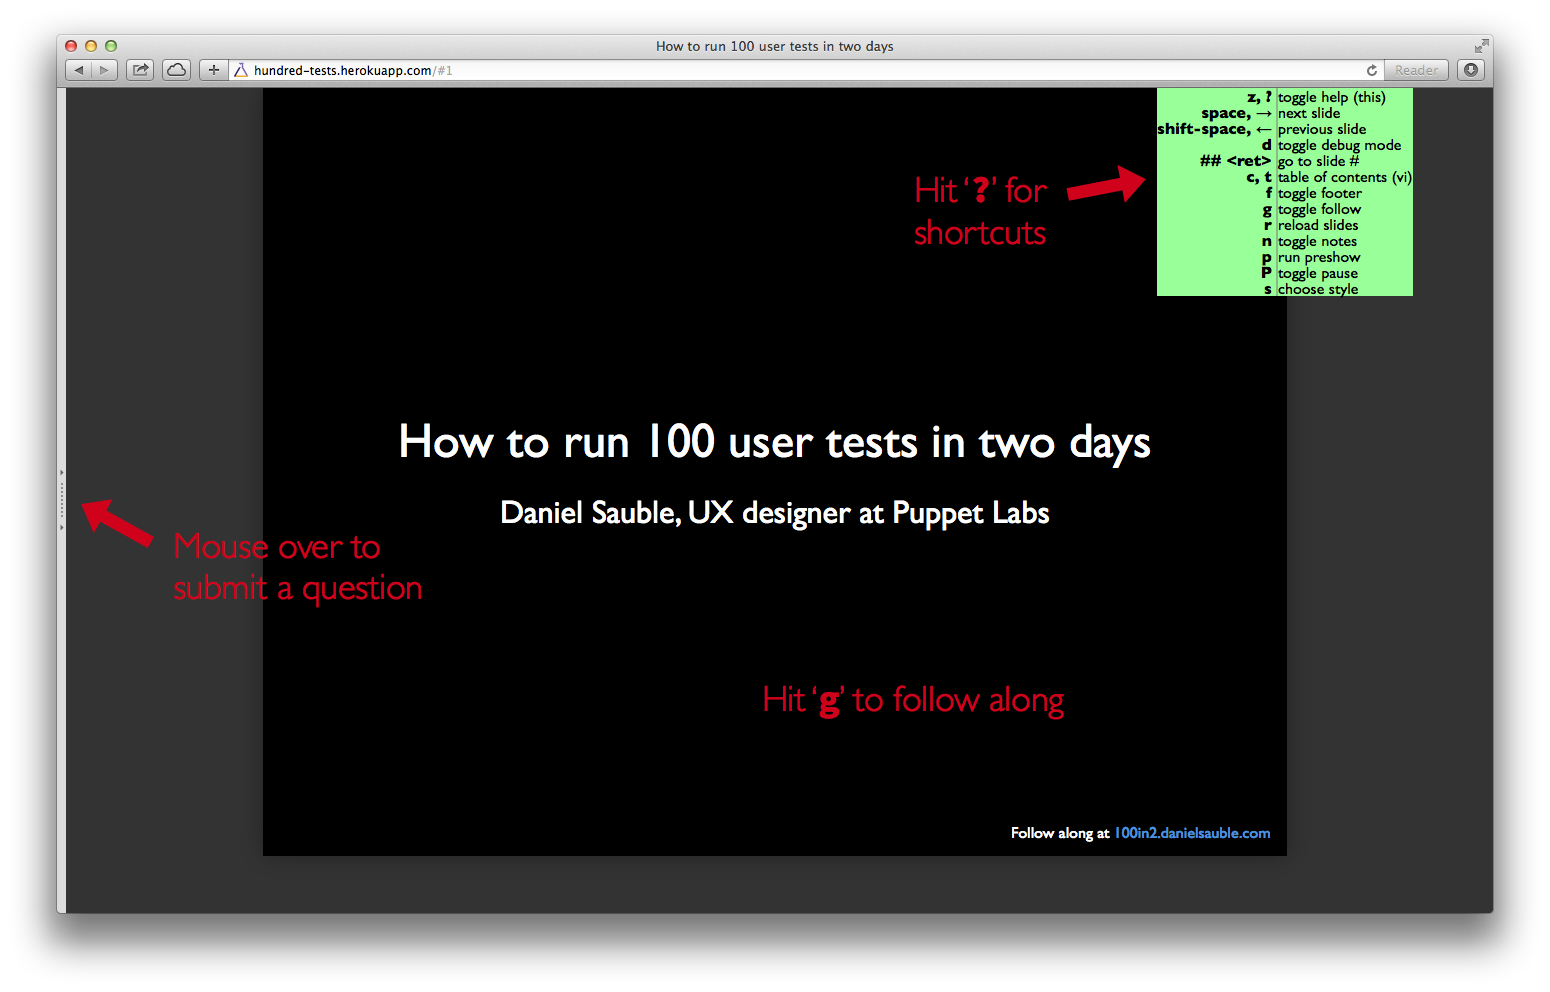 How to run 100 user tests in two days
hundred-tests.herokuapp.com/#1
Reader
z, ? toggle help (this)
space, → next slide
shift-space, ← previous slide
d toggle debug mode
## <ret> go to slide #
c, t table of contents (vi)
f toggle footer
g toggle follow
r reload slides
n toggle notes
p run preshow
P toggle pause
s choose style
Hit ‘?’ for
shortcuts
How to run 100 user tests in two days
Daniel Sauble, UX designer at Puppet Labs
Mouse over to
submit a question
Hit ‘g’ to follow along
Follow along at 100in2.danielsauble.com